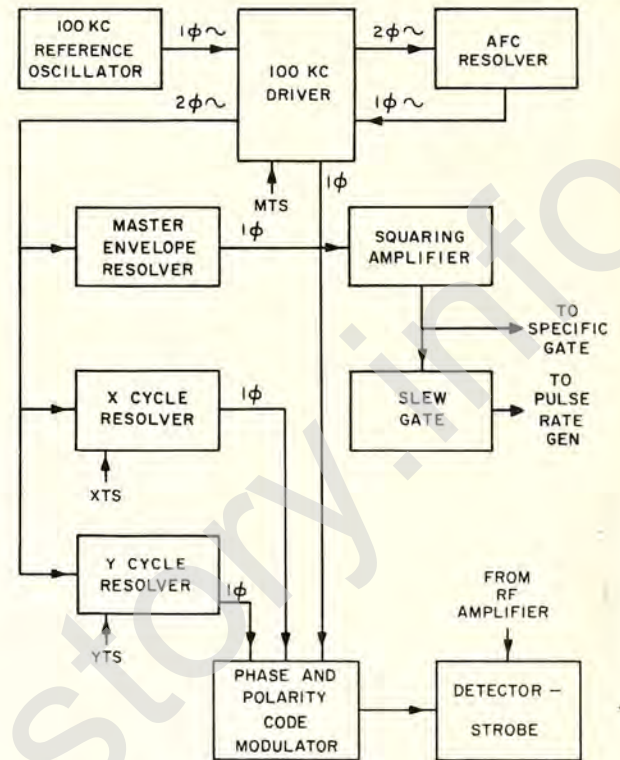 100 KC
REFERENCE
OSCILLATOR
1ϕ~
100 KC
DRIVER
2ϕ~
AFC
RESOLVER
2ϕ~
1ϕ~
MTS
1ϕ
MASTER
ENVELOPE
RESOLVER
1ϕ
SQUARING
AMPLIFIER
TO
SPECIFIC
GATE
X CYCLE
RESOLVER
1ϕ
SLEW
GATE
TO
PULSE
RATE
GEN
XTS
Y CYCLE
RESOLVER
1ϕ
YTS
FROM
RF
AMPLIFIER
PHASE AND
POLARITY
CODE
MODULATOR
DETECTOR –
STROBE
story.info